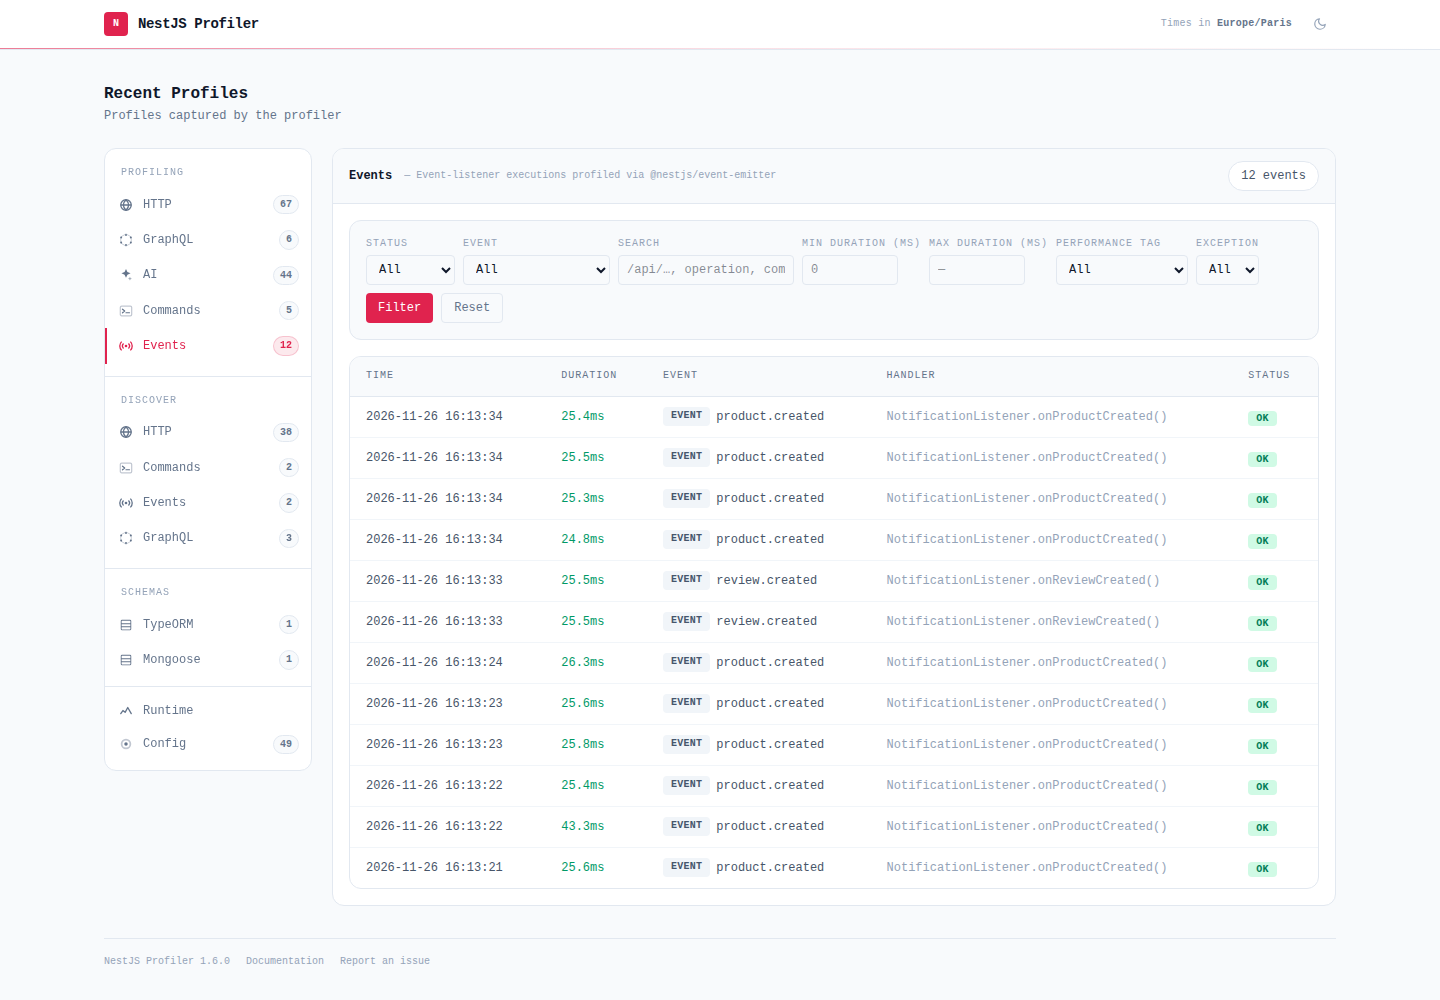 N NestJS Profiler
Times in Europe/Paris
Recent Profiles
Profiles captured by the profiler
PROFILING
HTTP 67
GraphQL 6
AI 44
Commands 5
Events 12
DISCOVER
HTTP 38
Commands 2
Events 2
GraphQL 3
SCHEMAS
TypeORM 1
Mongoose 1
Runtime
Config 49
Events — Event-listener executions profiled via @nestjs/event-emitter 12 events
STATUS EVENT SEARCH MIN DURATION (MS) MAX DURATION (MS) PERFORMANCE TAG EXCEPTION
All All /api/…, operation, com 0 — All All
Filter Reset
TIME DURATION EVENT HANDLER STATUS
2026-11-26 16:13:34 25.4ms EVENT product.created NotificationListener.onProductCreated() OK
2026-11-26 16:13:34 25.5ms EVENT product.created NotificationListener.onProductCreated() OK
2026-11-26 16:13:34 25.3ms EVENT product.created NotificationListener.onProductCreated() OK
2026-11-26 16:13:34 24.8ms EVENT product.created NotificationListener.onProductCreated() OK
2026-11-26 16:13:33 25.5ms EVENT review.created NotificationListener.onReviewCreated() OK
2026-11-26 16:13:33 25.5ms EVENT review.created NotificationListener.onReviewCreated() OK
2026-11-26 16:13:24 26.3ms EVENT product.created NotificationListener.onProductCreated() OK
2026-11-26 16:13:23 25.6ms EVENT product.created NotificationListener.onProductCreated() OK
2026-11-26 16:13:23 25.8ms EVENT product.created NotificationListener.onProductCreated() OK
2026-11-26 16:13:22 25.4ms EVENT product.created NotificationListener.onProductCreated() OK
2026-11-26 16:13:22 43.3ms EVENT product.created NotificationListener.onProductCreated() OK
2026-11-26 16:13:21 25.6ms EVENT product.created NotificationListener.onProductCreated() OK
NestJS Profiler 1.6.0 Documentation Report an issue